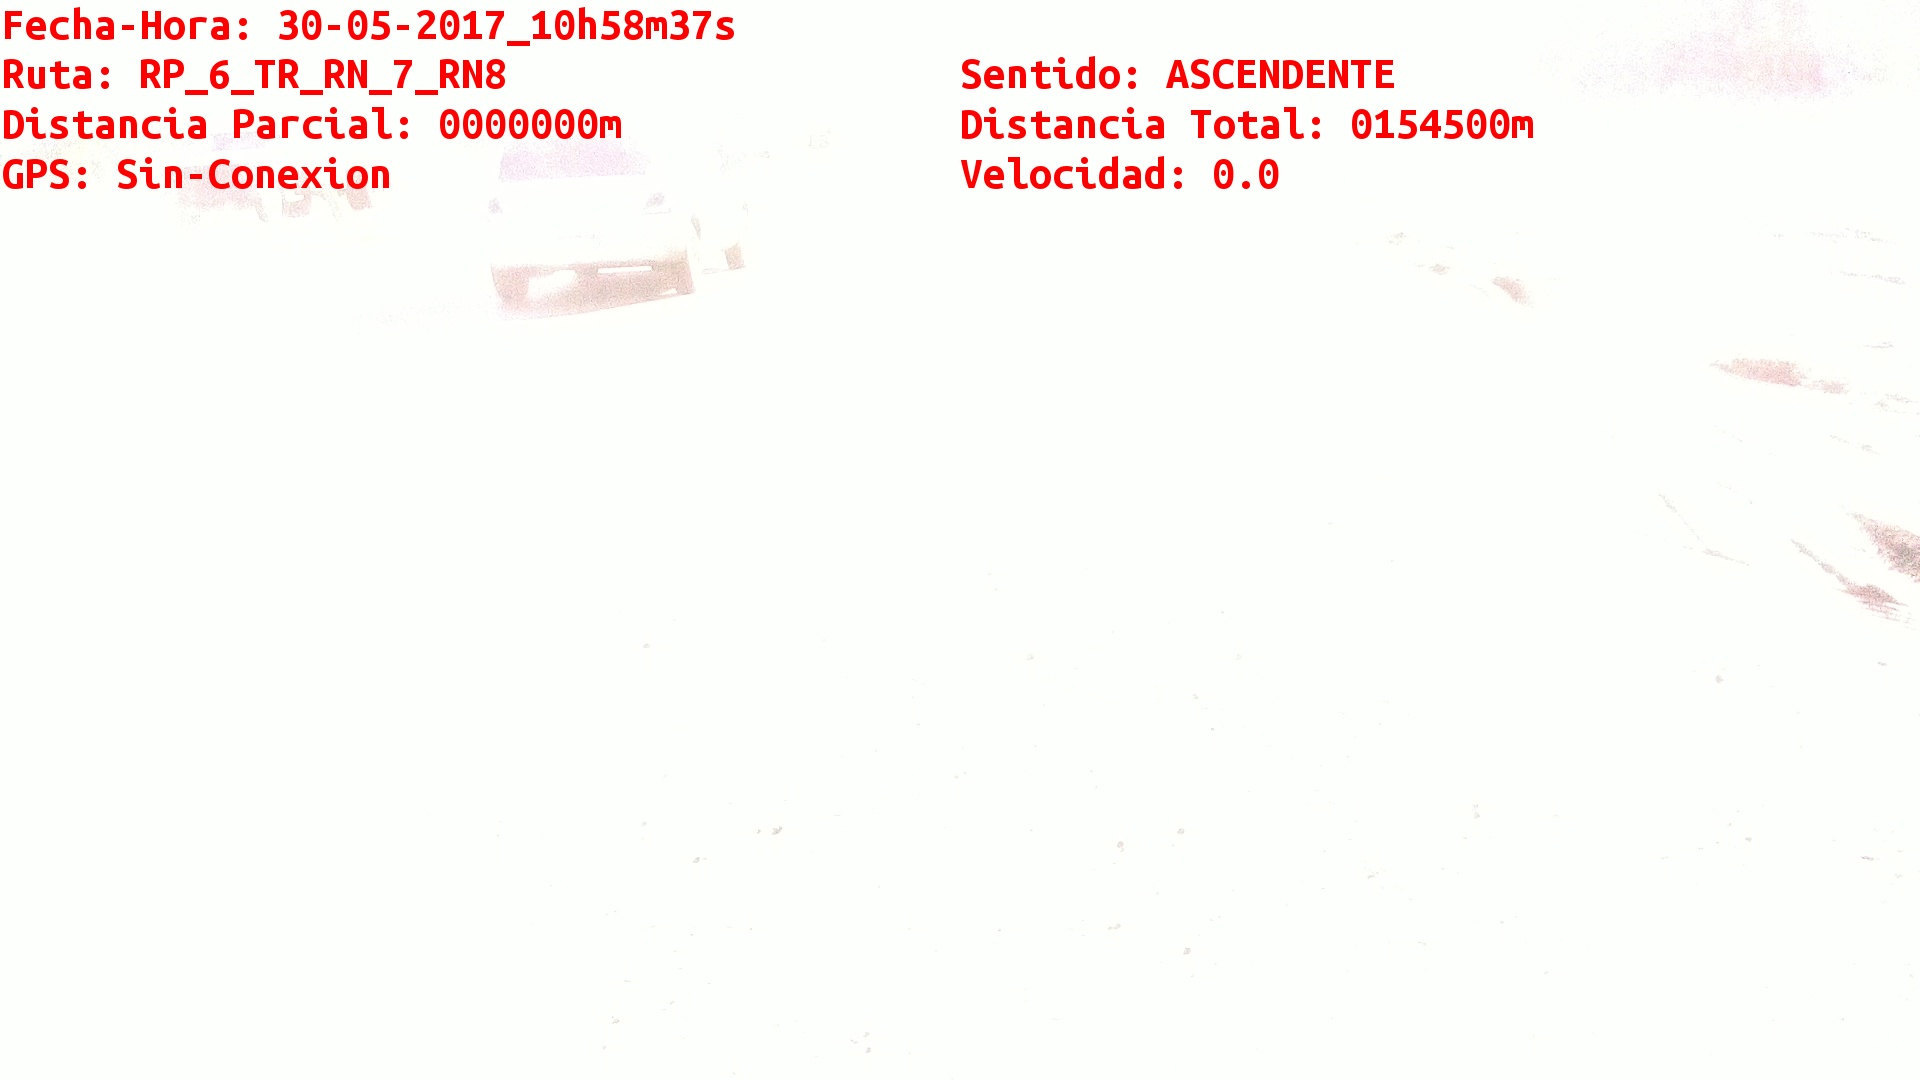 Fecha-Hora: 30-05-2017_10h58m37s
Ruta: RP_6_TR_RN_7_RN8
Sentido: ASCENDENTE
Distancia Parcial: 0000000m
Distancia Total: 0154500m
GPS: Sin-Conexion
Velocidad: 0.0